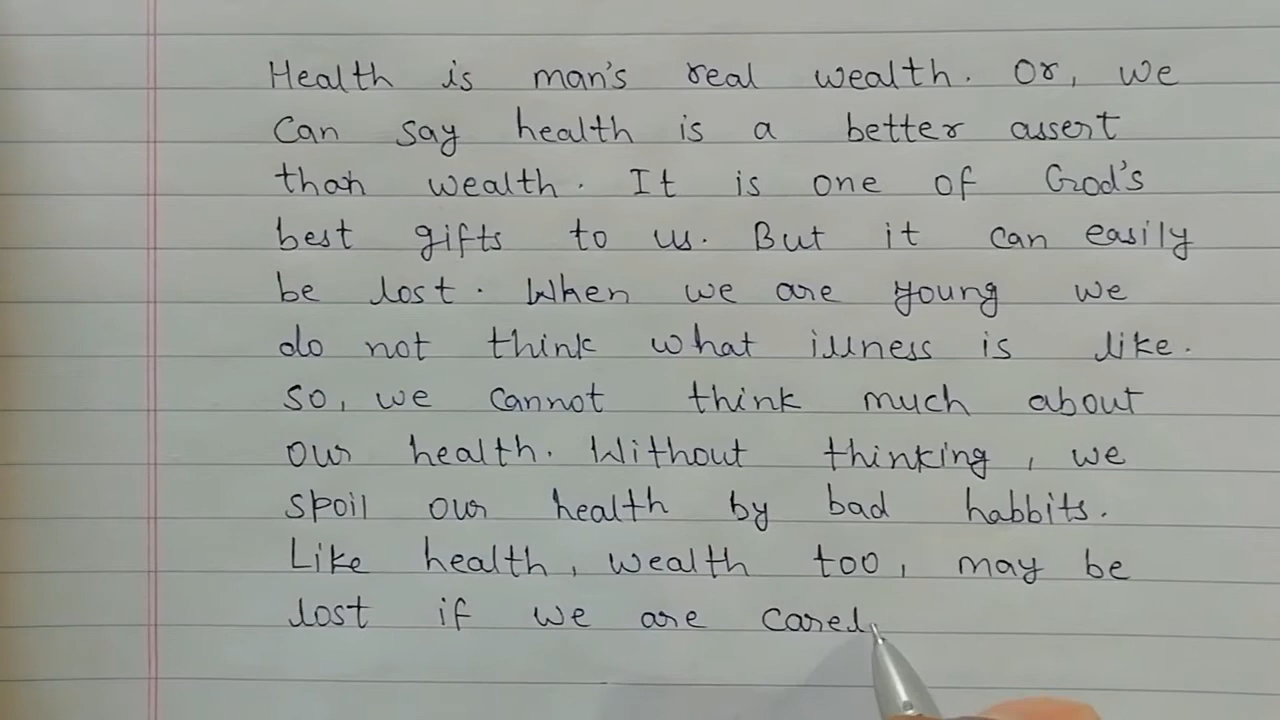 Health is man's real wealth. Or, we
can say health is a better assert
than wealth. It is one of God's
best gifts to us. But it can easily
be lost. When we are young we
do not think what illness is like.
So, we cannot think much about
our health. Without thinking, we
spoil our health by bad habbits.
Like health, wealth too, may be
lost if we are carel